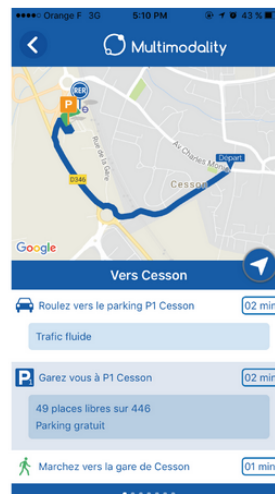 Orange F 3G 5:10 PM 43 %
Multimodality
RER
P
Rue de la Gare
Av Charles Monier
Départ
Cesson
D346
Google
Vers Cesson
Roulez vers le parking P1 Cesson 02 min
Trafic fluide
P Garez vous à P1 Cesson 02 min
49 places libres sur 446
Parking gratuit
Marchez vers la gare de Cesson 01 min